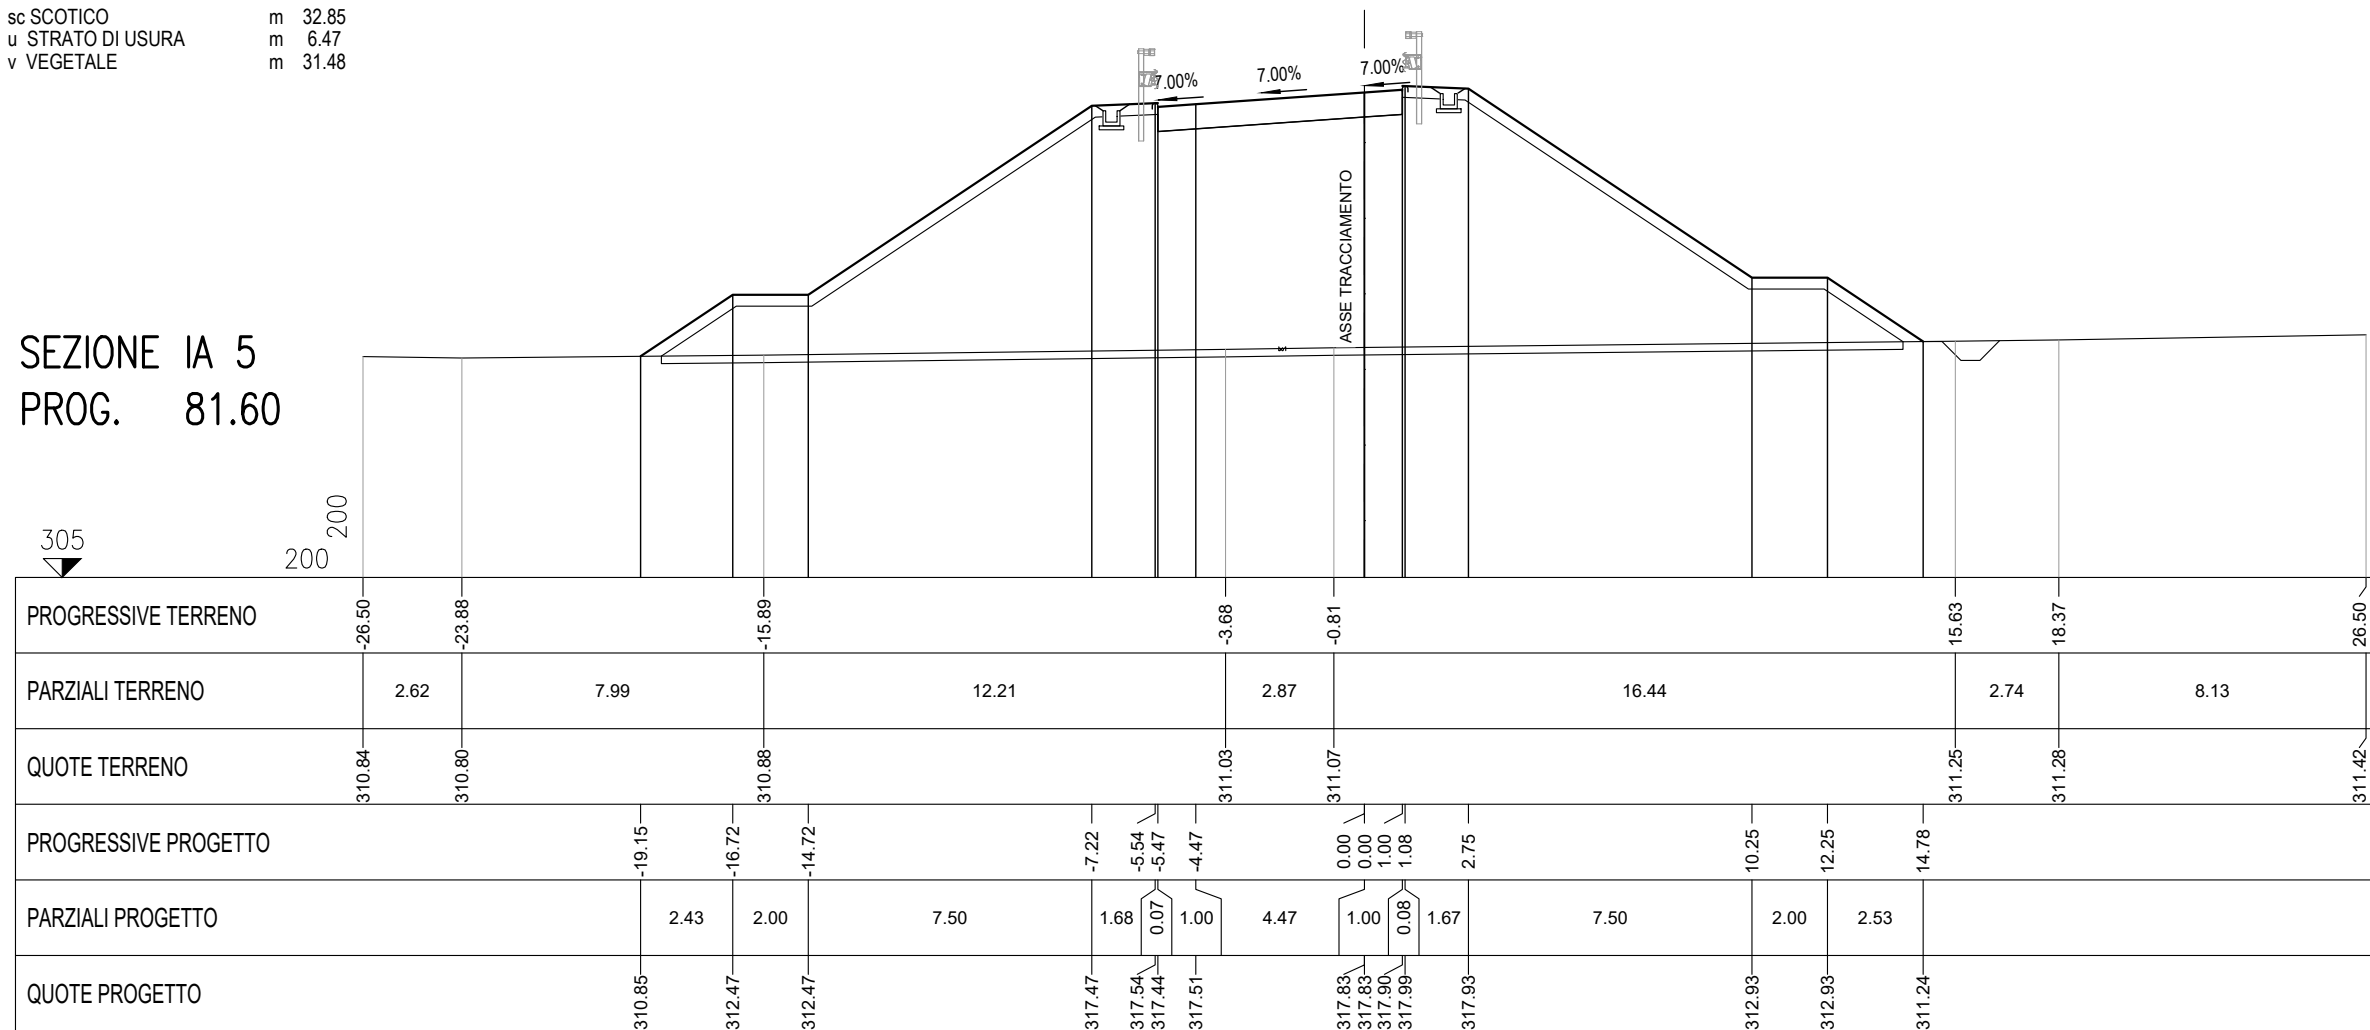 sc SCOTICO m 32.85
u STRATO DI USURA m 6.47
v VEGETALE m 31.48
7.00% 7.00% 7.00%
ASSE TRACCIAMENTO
SEZIONE IA 5
PROG. 81.60
305
200
200
PROGRESSIVE TERRENO -26.50 -23.88 -15.89 -3.68 -0.81 15.63 18.37 26.50
PARZIALI TERRENO 2.62 7.99 12.21 2.87 16.44 2.74 8.13
QUOTE TERRENO 310.84 310.80 310.88 311.03 311.07 311.25 311.28 311.42
PROGRESSIVE PROGETTO -19.15 -16.72 -14.72 -7.22 -5.54 -5.47 -4.47 0.00 0.00 1.00 1.08 2.75 10.25 12.25 14.78
PARZIALI PROGETTO 2.43 2.00 7.50 1.68 0.07 1.00 4.47 1.00 0.08 1.67 7.50 2.00 2.53
QUOTE PROGETTO 310.85 312.47 312.47 317.47 317.54 317.44 317.51 317.83 317.83 317.90 317.99 317.93 312.93 312.93 311.24